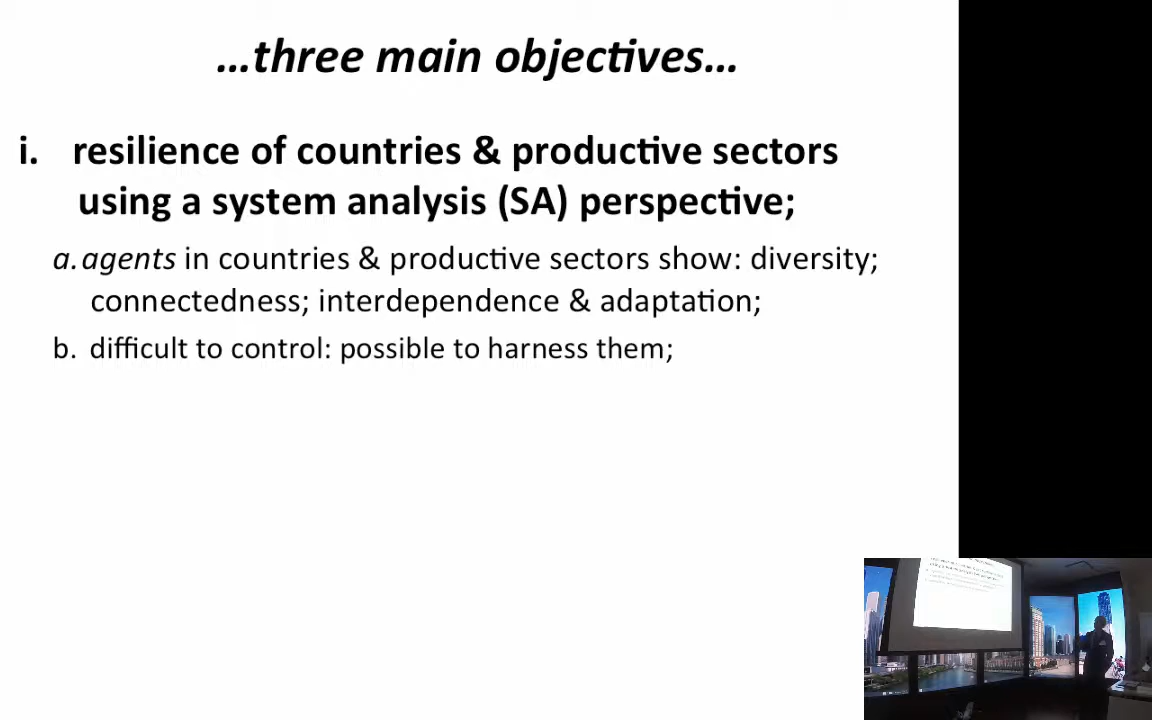 ...three main objectives...
i. resilience of countries & productive sectors
using a system analysis (SA) perspective;
a. agents in countries & productive sectors show: diversity;
connectedness; interdependence & adaptation;
b. difficult to control: possible to harness them;